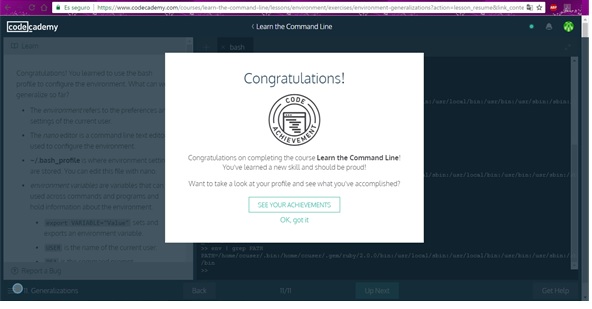 Es seguro | https://www.codecademy.com/courses/learn-the-command-line/lessons/environment/exercises/environment-generalizations?action=lesson_resume&link_conte
codecademy
Learn the Command Line
Learn
bash
Congratulations! You learned to use the bash
profile to configure the environment. What can
generalize so far?
The environment refers to the preferences
settings of the current user.
The nano editor is a command line text
used to configure the environment.
~/.bash_profile is where environment
are stored. You can edit this file with nano.
environment variables are variables that can
used across commands and programs and
hold information about the environment.
export VARIABLE="Value" sets and
exports an environment variable.
USER is the name of the current user.
Report a Bug
Congratulations!
CODE
ACHIEVEMENT
Congratulations on completing the course Learn the Command Line!
You've learned a new skill and should be proud!
Want to take a look at your profile and see what you've accomplished?
SEE YOUR ACHIEVEMENTS
OK, got it
>> env | grep PATH
PATH=/home/ccuser/.bin:/home/ccuser/.gem/ruby/2.0.0/bin:/usr/local/sbin:/usr/local/bin:/usr/sbin:/usr/bin:/sbin:
/bin
>>
11. Generalizations
Back
11/11
Up Next
Get Help